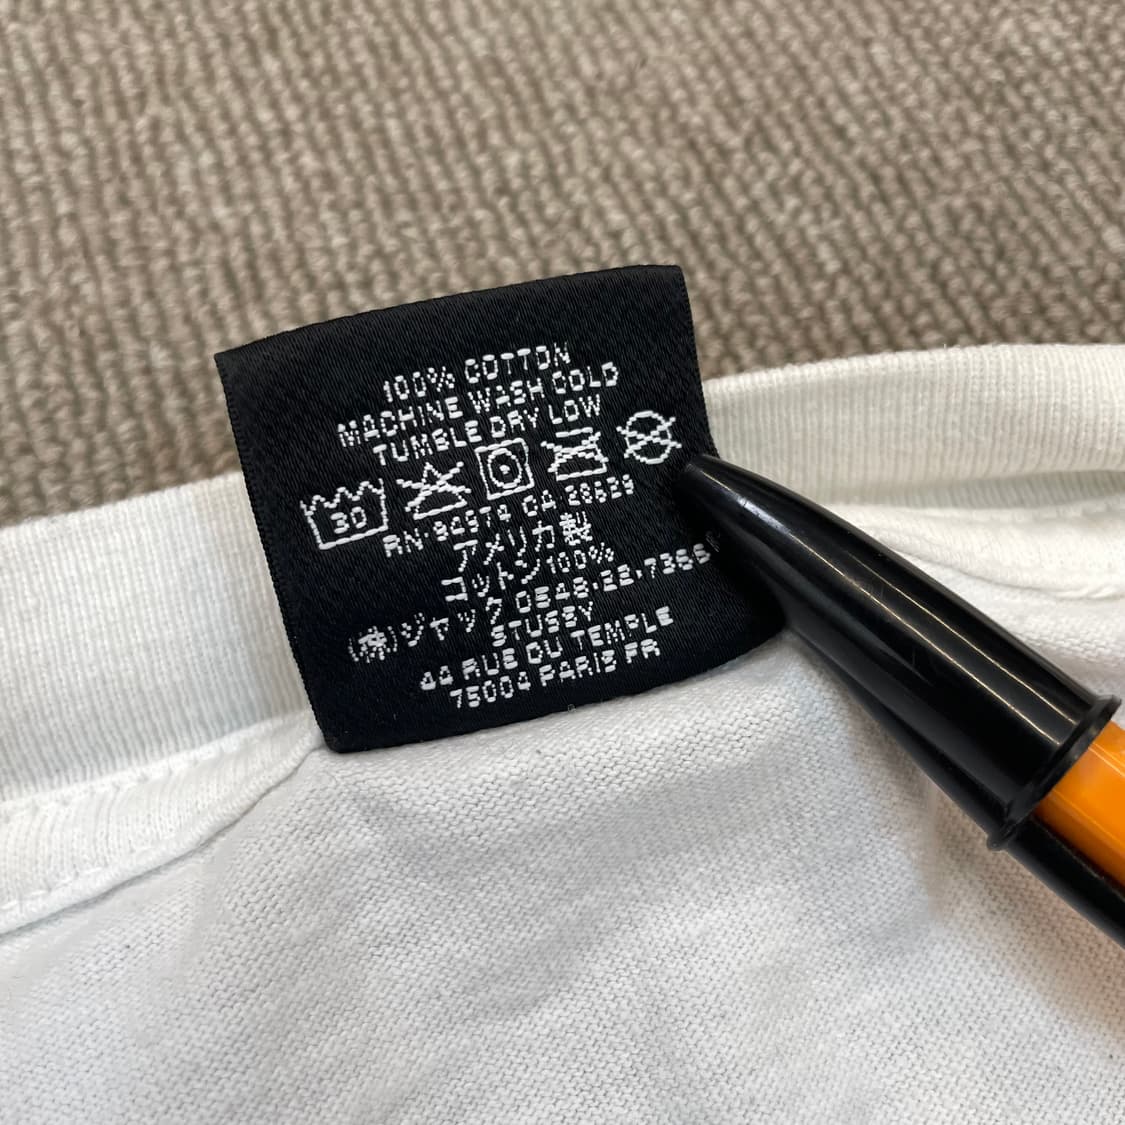 100% COTTON
MACHINE WASH COLD
TUMBLE DRY LOW
30
RN 94974 CA 28629
アメリカ製
コットン100%
(株)ジャック 0548-22-7366
STUSSY
44 RUE DU TEMPLE
75004 PARIS FR